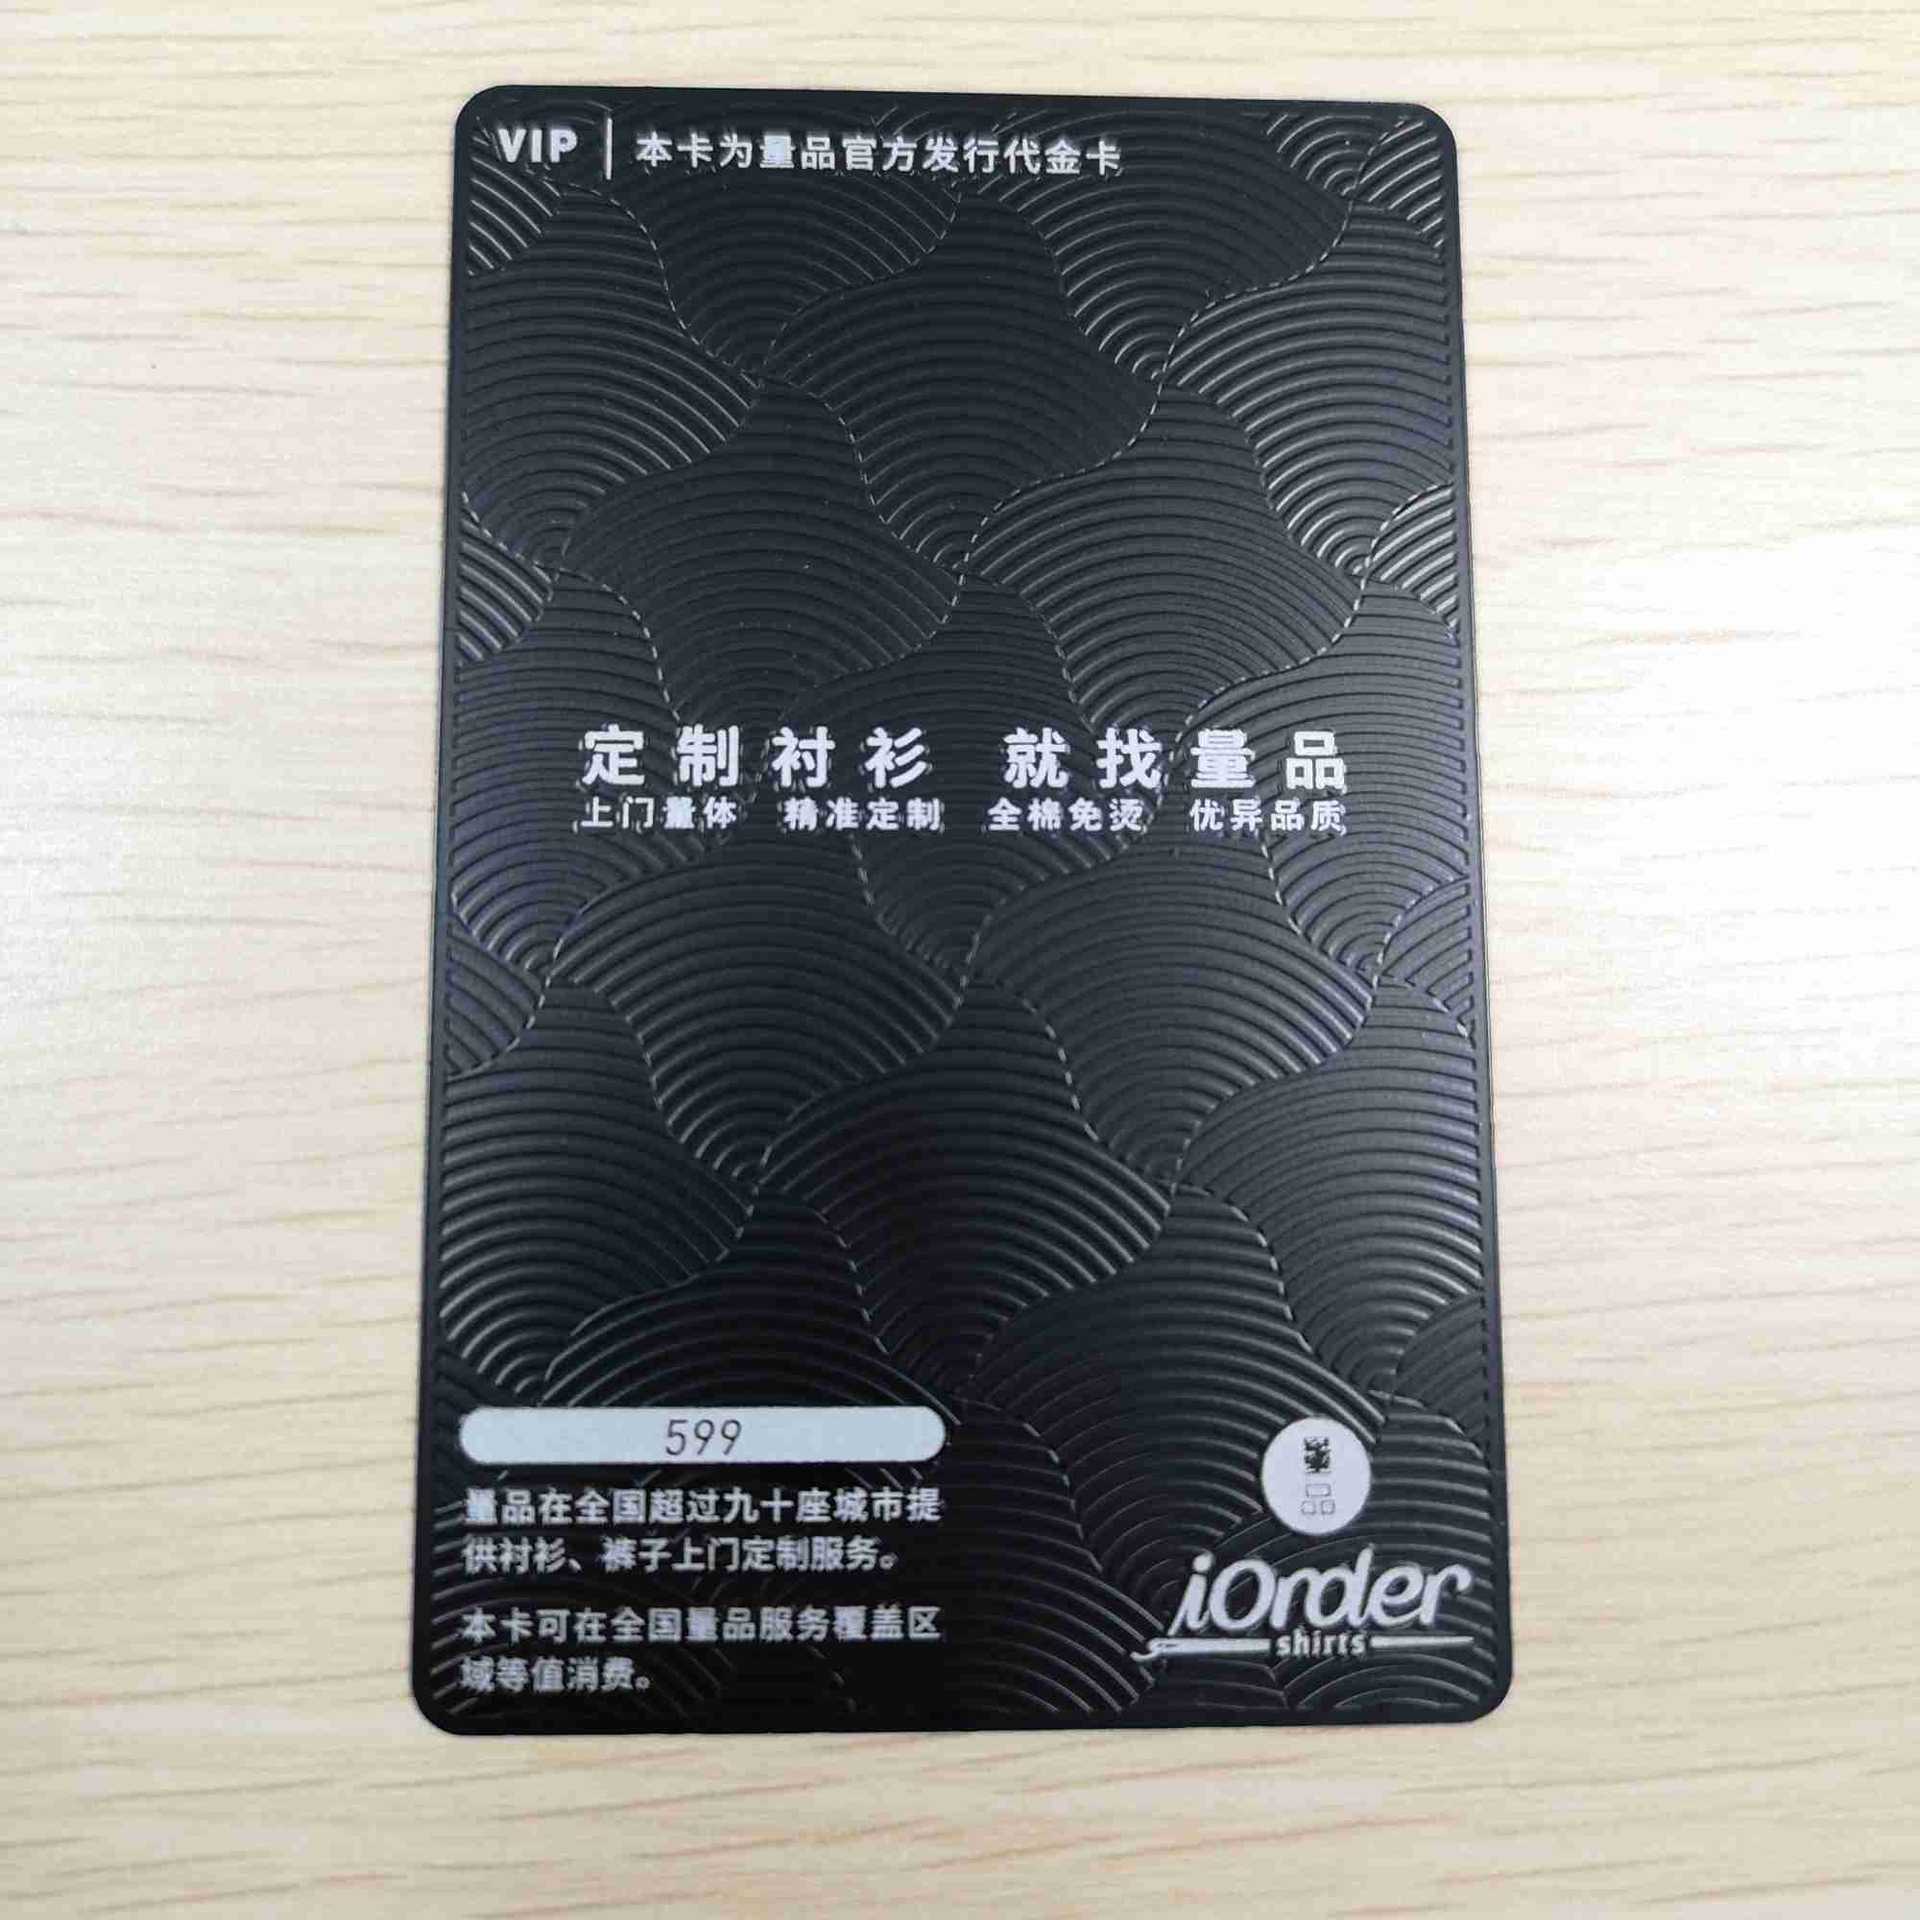 VIP 本卡为量品官方发行代金卡
定制衬衫 就找量品
上门量体 精准定制 全棉免烫 优异品质
599
量品在全国超过九十座城市提
供衬衫、裤子上门定制服务。
本卡可在全国量品服务覆盖区
域等值消费。
量品
iOrder
shirts